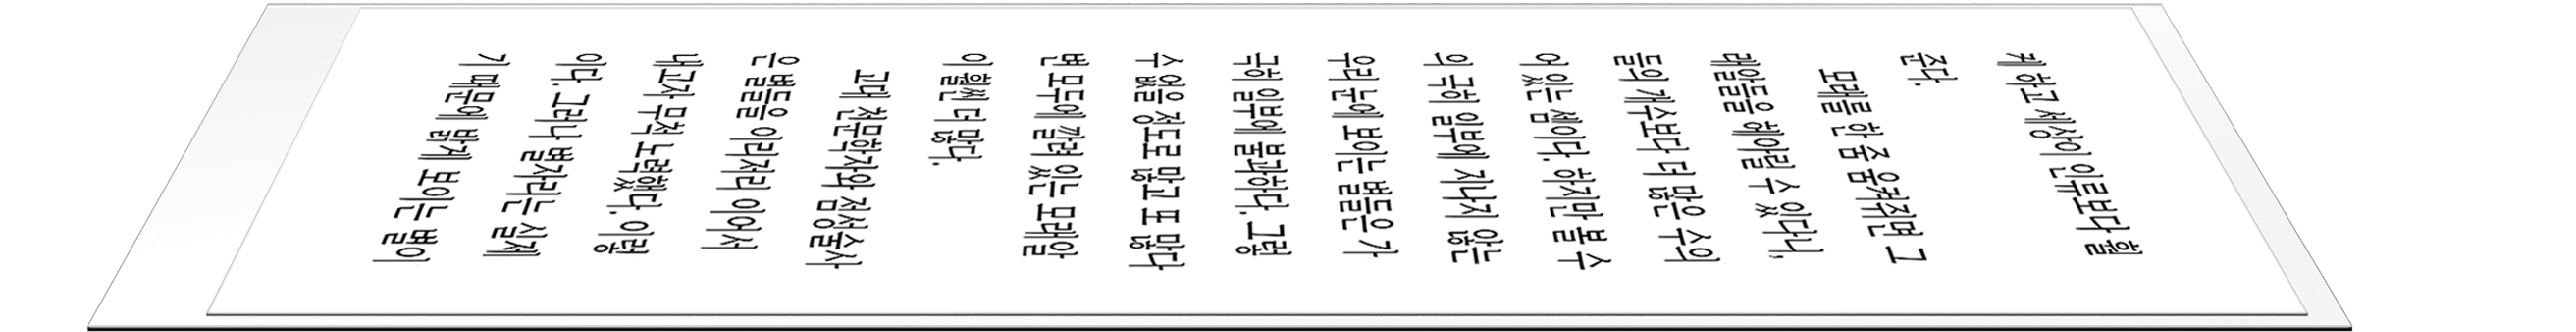 케 하고 세상이 인류보다 훨
준다.
모래를 한 줌 움켜쥐면 그
래알들을 헤아릴 수 있다니,
들의 개수보다 더 많은 수의
어 있는 셈이다. 하지만 볼 수
의 극히 일부에 지나지 않는
우리 눈에 보이는 별들은 가
극히 일부에 불과하다. 그렇
수 없을 정도로 많고 또 많다
변 모두에 깔려 있는 모래알
이 훨씬 더 많다.
고대 천문학자와 점성술사
은 별들을 이리저리 이어서
내고자 무척 노력했다. 이렇
이다. 그러나 별자리는 실제
기 때문에 밝게 보이는 별이